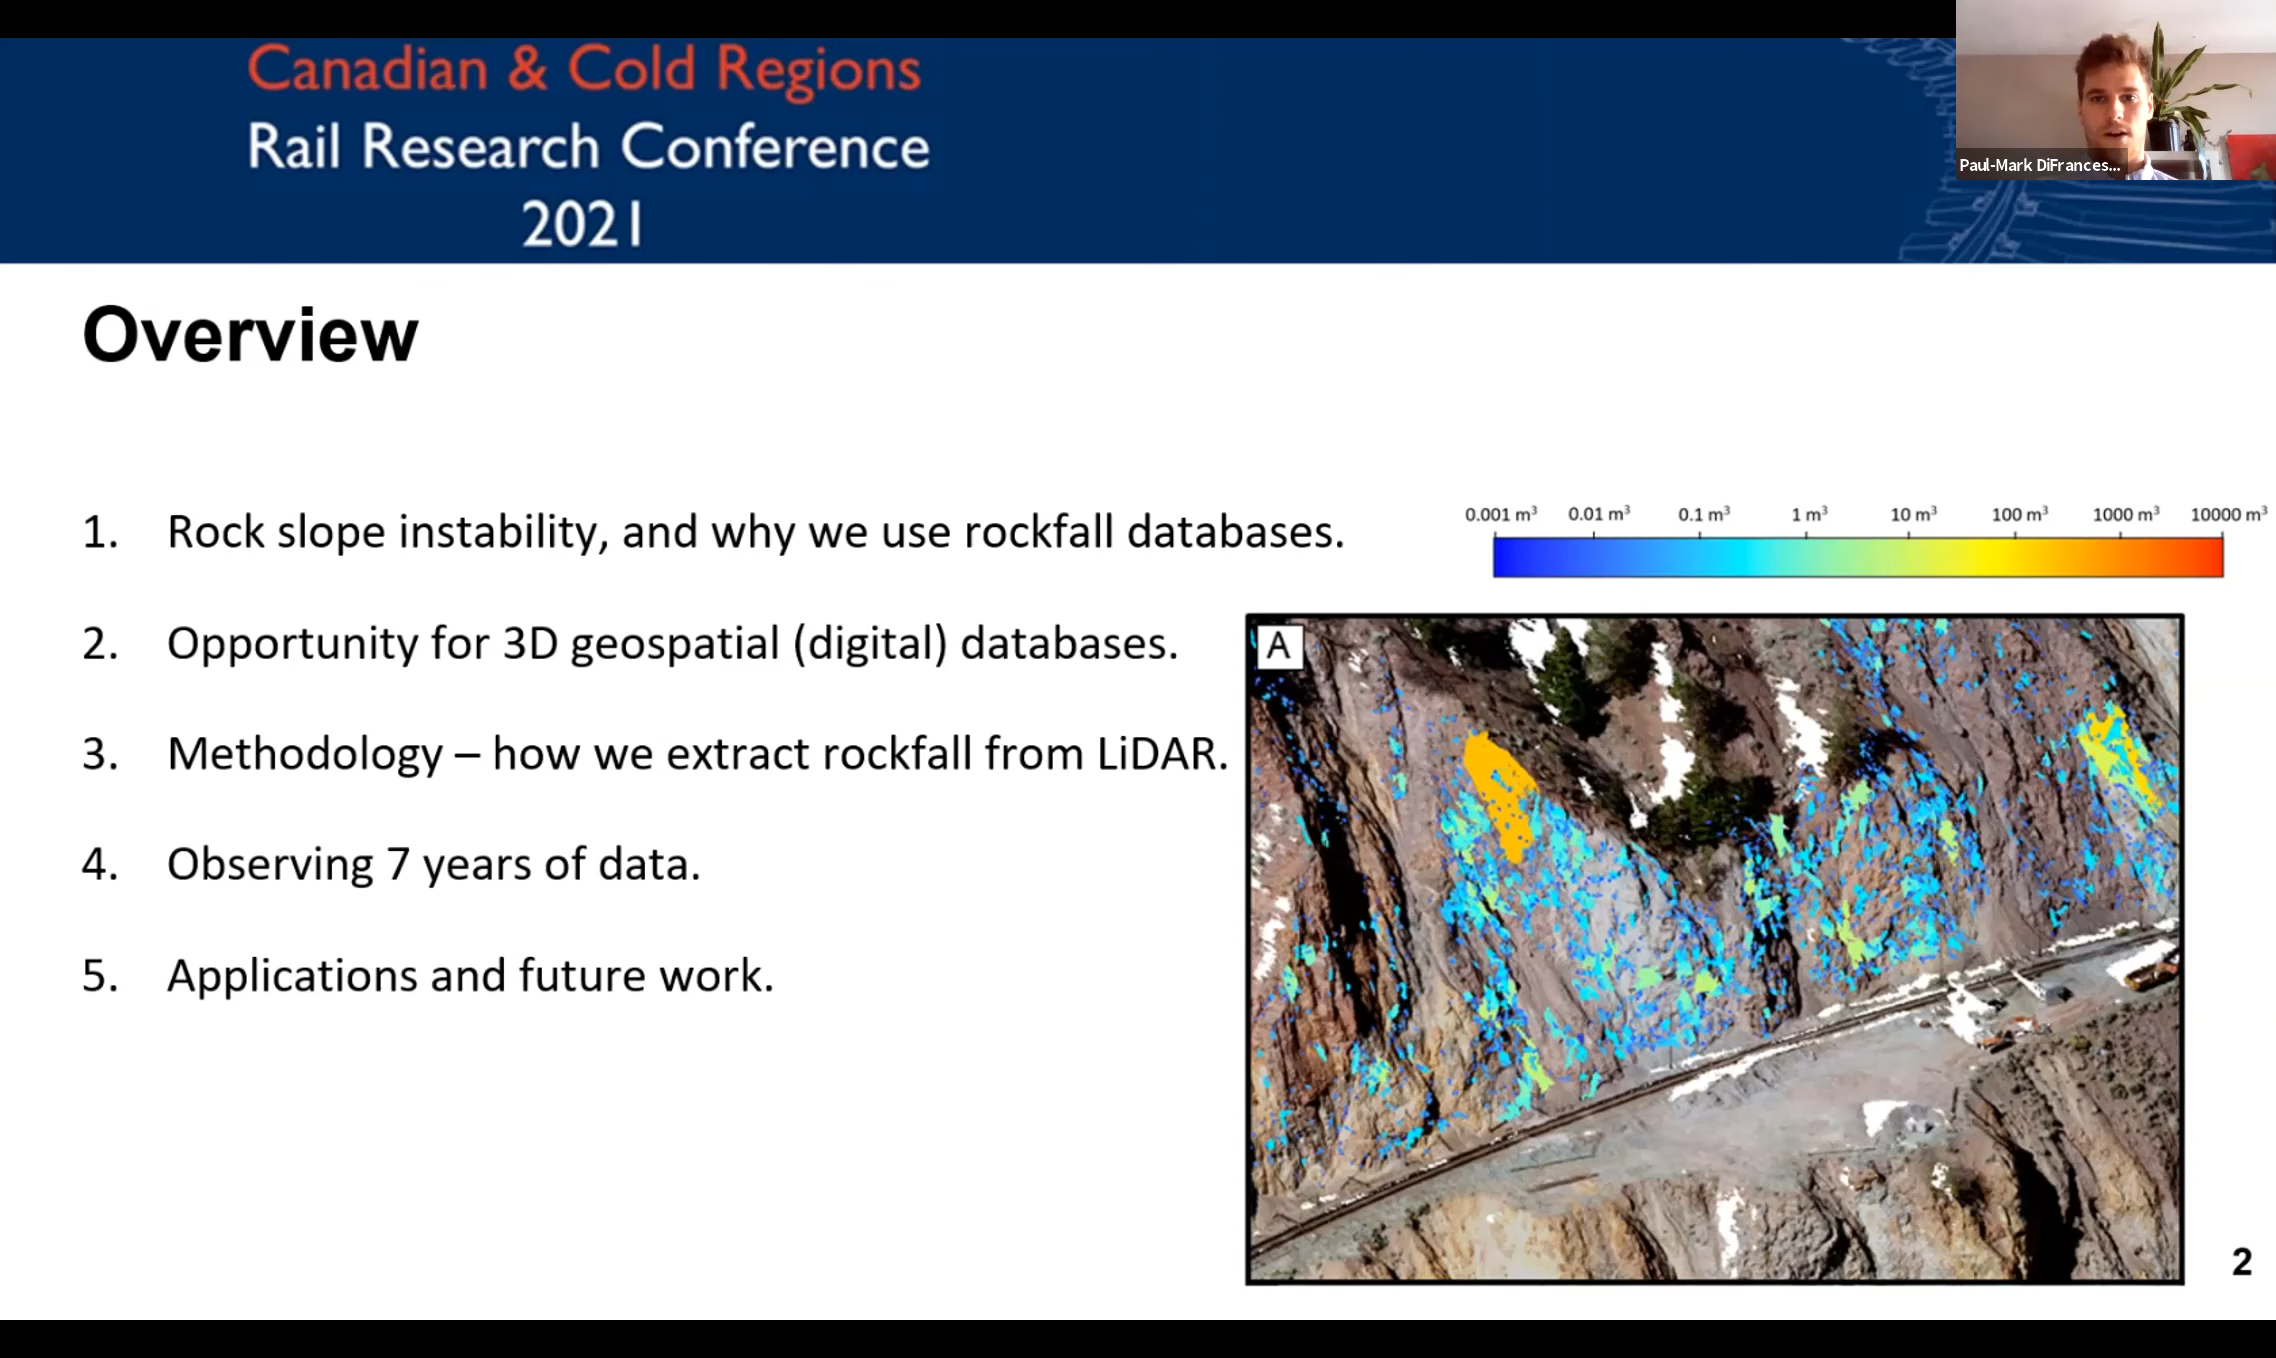 Canadian & Cold Regions
Rail Research Conference
2021
Paul-Mark DiFrances...
Overview
1. Rock slope instability, and why we use rockfall databases.
2. Opportunity for 3D geospatial (digital) databases.
3. Methodology – how we extract rockfall from LiDAR.
4. Observing 7 years of data.
5. Applications and future work.
0.001 m³ 0.01 m³ 0.1 m³ 1 m³ 10 m³ 100 m³ 1000 m³ 10000 m³
A
2